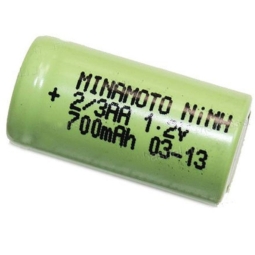 MINAMOTO NiMH
+ 2/3AA 1.2v
700mAh 03-13